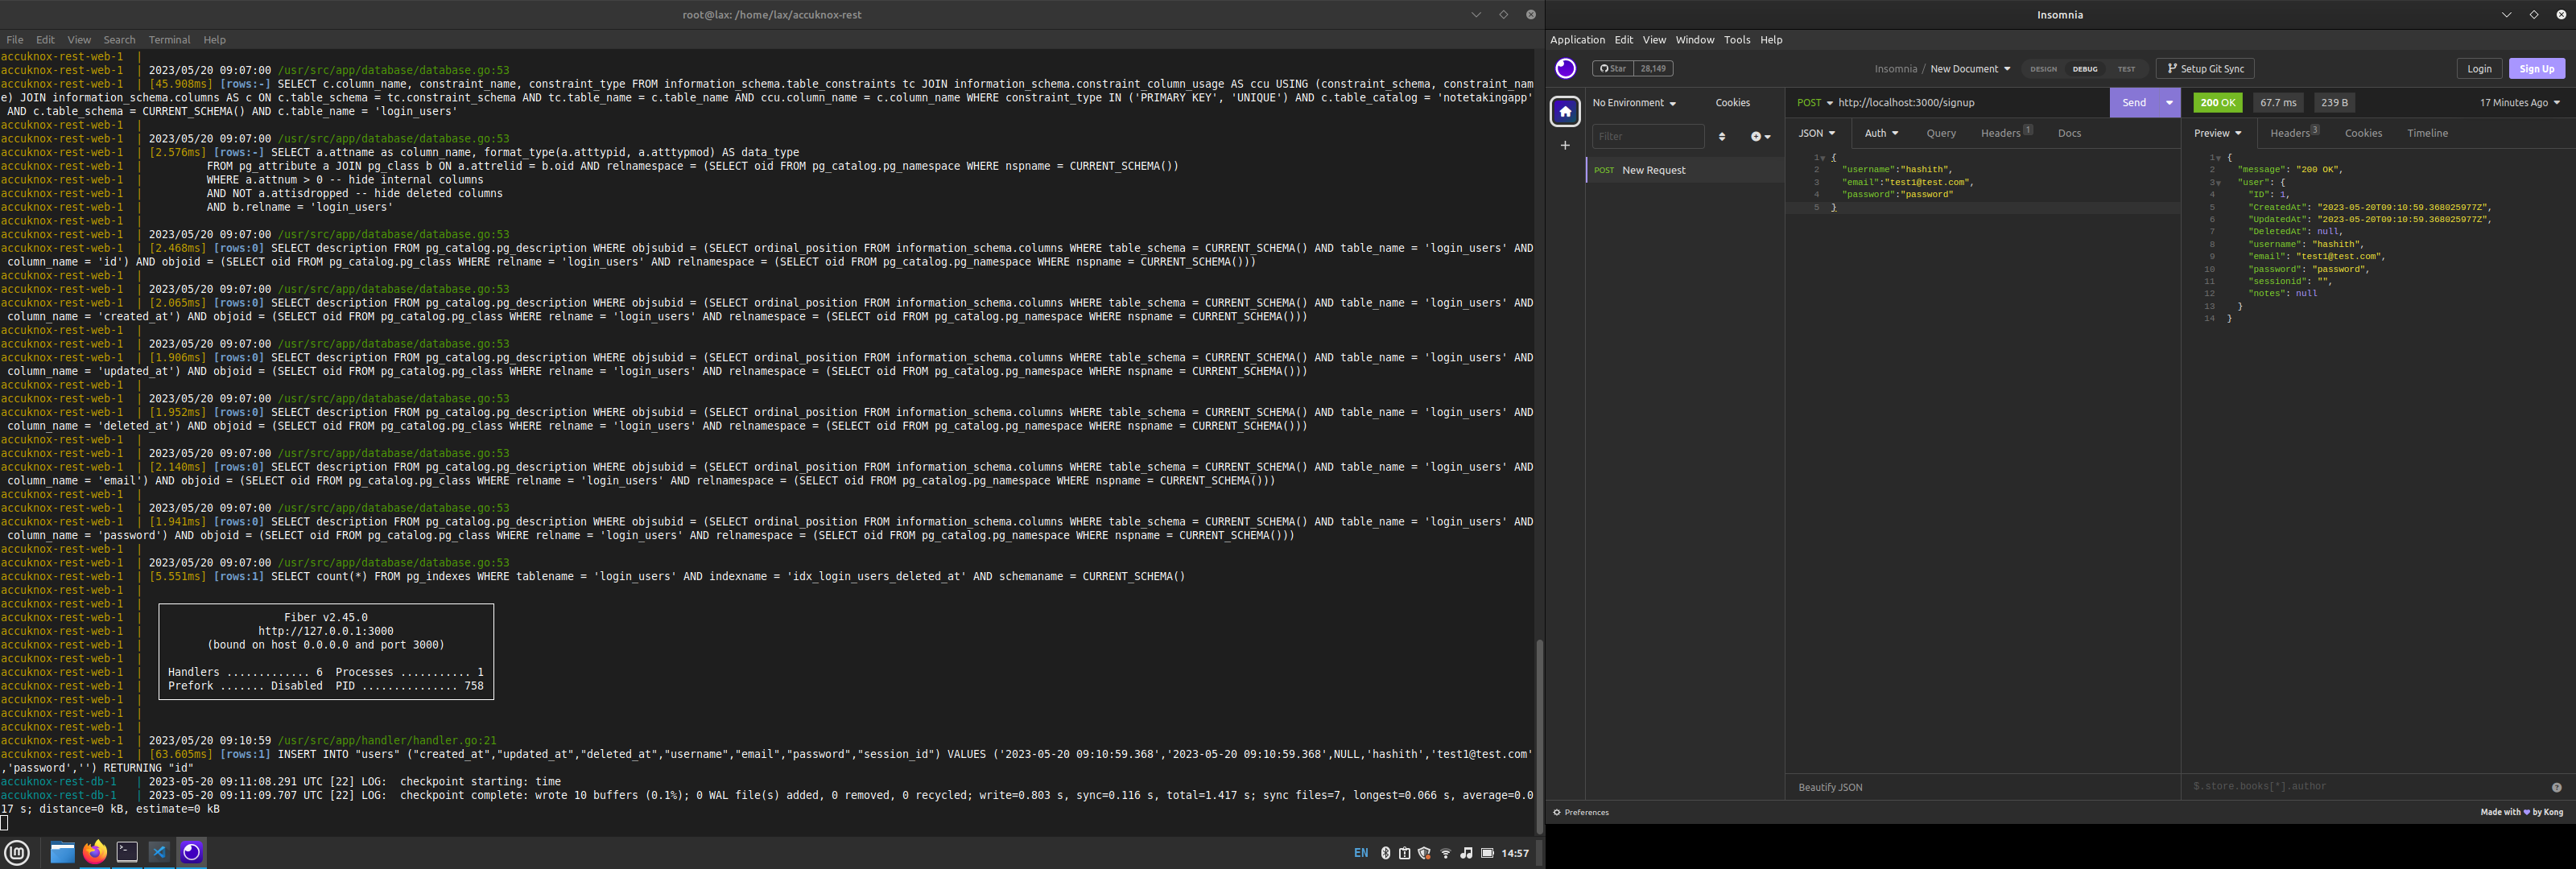 root@lax: /home/lax/accuknox-rest
File Edit View Search Terminal Help
accuknox-rest-web-1 |
accuknox-rest-web-1 | 2023/05/20 09:07:00 /usr/src/app/database/database.go:53
accuknox-rest-web-1 | [45.908ms] [rows:-] SELECT c.column_name, constraint_name, constraint_type FROM information_schema.table_constraints tc JOIN information_schema.constraint_column_usage AS ccu USING (constraint_schema, constraint_nam
e) JOIN information_schema.columns AS c ON c.table_schema = tc.constraint_schema AND tc.table_name = c.table_name AND ccu.column_name = c.column_name WHERE constraint_type IN ('PRIMARY KEY', 'UNIQUE') AND c.table_catalog = 'notetakingapp'
AND c.table_schema = CURRENT_SCHEMA() AND c.table_name = 'login_users'
accuknox-rest-web-1 |
accuknox-rest-web-1 | 2023/05/20 09:07:00 /usr/src/app/database/database.go:53
accuknox-rest-web-1 | [2.576ms] [rows:-] SELECT a.attname as column_name, format_type(a.atttypid, a.atttypmod) AS data_type
accuknox-rest-web-1 | FROM pg_attribute a JOIN pg_class b ON a.attrelid = b.oid AND relnamespace = (SELECT oid FROM pg_catalog.pg_namespace WHERE nspname = CURRENT_SCHEMA())
accuknox-rest-web-1 | WHERE a.attnum > 0 -- hide internal columns
accuknox-rest-web-1 | AND NOT a.attisdropped -- hide deleted columns
accuknox-rest-web-1 | AND b.relname = 'login_users'
accuknox-rest-web-1 |
accuknox-rest-web-1 | 2023/05/20 09:07:00 /usr/src/app/database/database.go:53
accuknox-rest-web-1 | [2.468ms] [rows:0] SELECT description FROM pg_catalog.pg_description WHERE objsubid = (SELECT ordinal_position FROM information_schema.columns WHERE table_schema = CURRENT_SCHEMA() AND table_name = 'login_users' AND
column_name = 'id') AND objoid = (SELECT oid FROM pg_catalog.pg_class WHERE relname = 'login_users' AND relnamespace = (SELECT oid FROM pg_catalog.pg_namespace WHERE nspname = CURRENT_SCHEMA()))
accuknox-rest-web-1 |
accuknox-rest-web-1 | 2023/05/20 09:07:00 /usr/src/app/database/database.go:53
accuknox-rest-web-1 | [2.065ms] [rows:0] SELECT description FROM pg_catalog.pg_description WHERE objsubid = (SELECT ordinal_position FROM information_schema.columns WHERE table_schema = CURRENT_SCHEMA() AND table_name = 'login_users' AND
column_name = 'created_at') AND objoid = (SELECT oid FROM pg_catalog.pg_class WHERE relname = 'login_users' AND relnamespace = (SELECT oid FROM pg_catalog.pg_namespace WHERE nspname = CURRENT_SCHEMA()))
accuknox-rest-web-1 |
accuknox-rest-web-1 | 2023/05/20 09:07:00 /usr/src/app/database/database.go:53
accuknox-rest-web-1 | [1.906ms] [rows:0] SELECT description FROM pg_catalog.pg_description WHERE objsubid = (SELECT ordinal_position FROM information_schema.columns WHERE table_schema = CURRENT_SCHEMA() AND table_name = 'login_users' AND
column_name = 'updated_at') AND objoid = (SELECT oid FROM pg_catalog.pg_class WHERE relname = 'login_users' AND relnamespace = (SELECT oid FROM pg_catalog.pg_namespace WHERE nspname = CURRENT_SCHEMA()))
accuknox-rest-web-1 |
accuknox-rest-web-1 | 2023/05/20 09:07:00 /usr/src/app/database/database.go:53
accuknox-rest-web-1 | [1.952ms] [rows:0] SELECT description FROM pg_catalog.pg_description WHERE objsubid = (SELECT ordinal_position FROM information_schema.columns WHERE table_schema = CURRENT_SCHEMA() AND table_name = 'login_users' AND
column_name = 'deleted_at') AND objoid = (SELECT oid FROM pg_catalog.pg_class WHERE relname = 'login_users' AND relnamespace = (SELECT oid FROM pg_catalog.pg_namespace WHERE nspname = CURRENT_SCHEMA()))
accuknox-rest-web-1 |
accuknox-rest-web-1 | 2023/05/20 09:07:00 /usr/src/app/database/database.go:53
accuknox-rest-web-1 | [2.140ms] [rows:0] SELECT description FROM pg_catalog.pg_description WHERE objsubid = (SELECT ordinal_position FROM information_schema.columns WHERE table_schema = CURRENT_SCHEMA() AND table_name = 'login_users' AND
column_name = 'email') AND objoid = (SELECT oid FROM pg_catalog.pg_class WHERE relname = 'login_users' AND relnamespace = (SELECT oid FROM pg_catalog.pg_namespace WHERE nspname = CURRENT_SCHEMA()))
accuknox-rest-web-1 |
accuknox-rest-web-1 | 2023/05/20 09:07:00 /usr/src/app/database/database.go:53
accuknox-rest-web-1 | [1.941ms] [rows:0] SELECT description FROM pg_catalog.pg_description WHERE objsubid = (SELECT ordinal_position FROM information_schema.columns WHERE table_schema = CURRENT_SCHEMA() AND table_name = 'login_users' AND
column_name = 'password') AND objoid = (SELECT oid FROM pg_catalog.pg_class WHERE relname = 'login_users' AND relnamespace = (SELECT oid FROM pg_catalog.pg_namespace WHERE nspname = CURRENT_SCHEMA()))
accuknox-rest-web-1 |
accuknox-rest-web-1 | 2023/05/20 09:07:00 /usr/src/app/database/database.go:53
accuknox-rest-web-1 | [5.551ms] [rows:1] SELECT count(*) FROM pg_indexes WHERE tablename = 'login_users' AND indexname = 'idx_login_users_deleted_at' AND schemaname = CURRENT_SCHEMA()
accuknox-rest-web-1 |
accuknox-rest-web-1 |
accuknox-rest-web-1 | Fiber v2.45.0
accuknox-rest-web-1 | http://127.0.0.1:3000
accuknox-rest-web-1 | (bound on host 0.0.0.0 and port 3000)
accuknox-rest-web-1 |
accuknox-rest-web-1 | Handlers ............. 6 Processes ........... 1
accuknox-rest-web-1 | Prefork ....... Disabled PID ............... 758
accuknox-rest-web-1 |
accuknox-rest-web-1 |
accuknox-rest-web-1 |
accuknox-rest-web-1 | 2023/05/20 09:10:59 /usr/src/app/handler/handler.go:21
accuknox-rest-web-1 | [63.605ms] [rows:1] INSERT INTO "users" ("created_at","updated_at","deleted_at","username","email","password","session_id") VALUES ('2023-05-20 09:10:59.368','2023-05-20 09:10:59.368',NULL,'hashith','test1@test.com'
,'password','') RETURNING "id"
accuknox-rest-db-1 | 2023-05-20 09:11:08.291 UTC [22] LOG: checkpoint starting: time
accuknox-rest-db-1 | 2023-05-20 09:11:09.707 UTC [22] LOG: checkpoint complete: wrote 10 buffers (0.1%); 0 WAL file(s) added, 0 removed, 0 recycled; write=0.803 s, sync=0.116 s, total=1.417 s; sync files=7, longest=0.066 s, average=0.0
17 s; distance=0 kB, estimate=0 kB
EN 14:57
Insomnia
Application Edit View Window Tools Help
Star 28,149 Insomnia / New Document DESIGN DEBUG TEST Setup Git Sync Login Sign Up
No Environment Cookies
Filter
POST New Request
POST http://localhost:3000/signup Send
JSON Auth Query Headers 1 Docs
1 {
2 "username":"hashith",
3 "email":"test1@test.com",
4 "password":"password"
5 }
Beautify JSON
200 OK 67.7 ms 239 B 17 Minutes Ago
Preview Headers 3 Cookies Timeline
1 {
2 "message": "200 OK",
3 "user": {
4 "ID": 1,
5 "CreatedAt": "2023-05-20T09:10:59.368025977Z",
6 "UpdatedAt": "2023-05-20T09:10:59.368025977Z",
7 "DeletedAt": null,
8 "username": "hashith",
9 "email": "test1@test.com",
10 "password": "password",
11 "sessionid": "",
12 "notes": null
13 }
14 }
$.store.books[*].author
Preferences
Made with by Kong